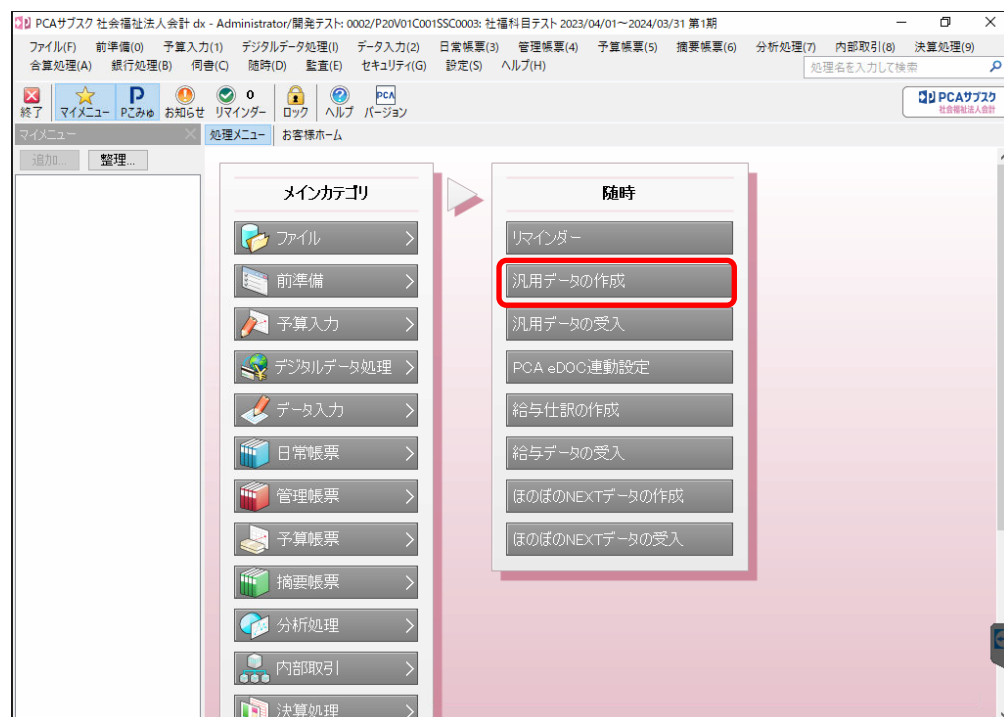 PCAサブスク 社会福祉法人会計 dx - Administrator/開発テスト: 0002/P20V01C001SSC0003: 社福科目テスト 2023/04/01～2024/03/31 第1期
ファイル(F) 前準備(0) 予算入力(1) デジタルデータ処理(I) データ入力(2) 日常帳票(3) 管理帳票(4) 予算帳票(5) 摘要帳票(6) 分析処理(7) 内部取引(8) 決算処理(9)
合算処理(A) 銀行処理(B) 伺書(C) 随時(D) 監査(E) セキュリティ(G) 設定(S) ヘルプ(H) 処理名を入力して検索
終了 マイメニュー P Pこみゅ お知らせ 0 リマインダー ロック ヘルプ PCA バージョン PCAサブスク
社会福祉法人会計
マイメニュー 処理メニュー お客様ホーム
追加... 整理...
メインカテゴリ
ファイル
前準備
予算入力
デジタルデータ処理
データ入力
日常帳票
管理帳票
予算帳票
摘要帳票
分析処理
内部取引
決算処理
随時
リマインダー
汎用データの作成
汎用データの受入
PCA eDOC連動設定
給与仕訳の作成
給与データの受入
ほのぼのNEXTデータの作成
ほのぼのNEXTデータの受入